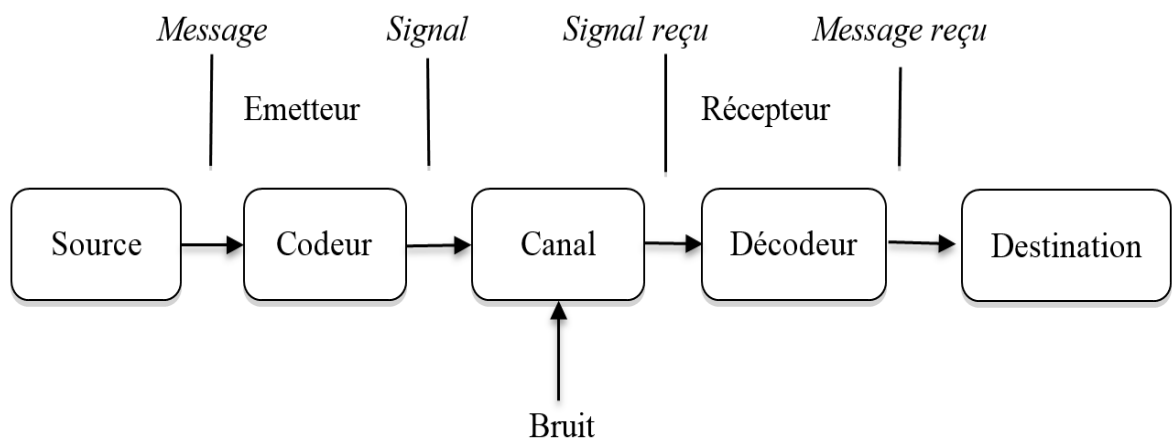 Message Signal Signal reçu Message reçu
Emetteur Récepteur
Source Codeur Canal Décodeur Destination
Bruit